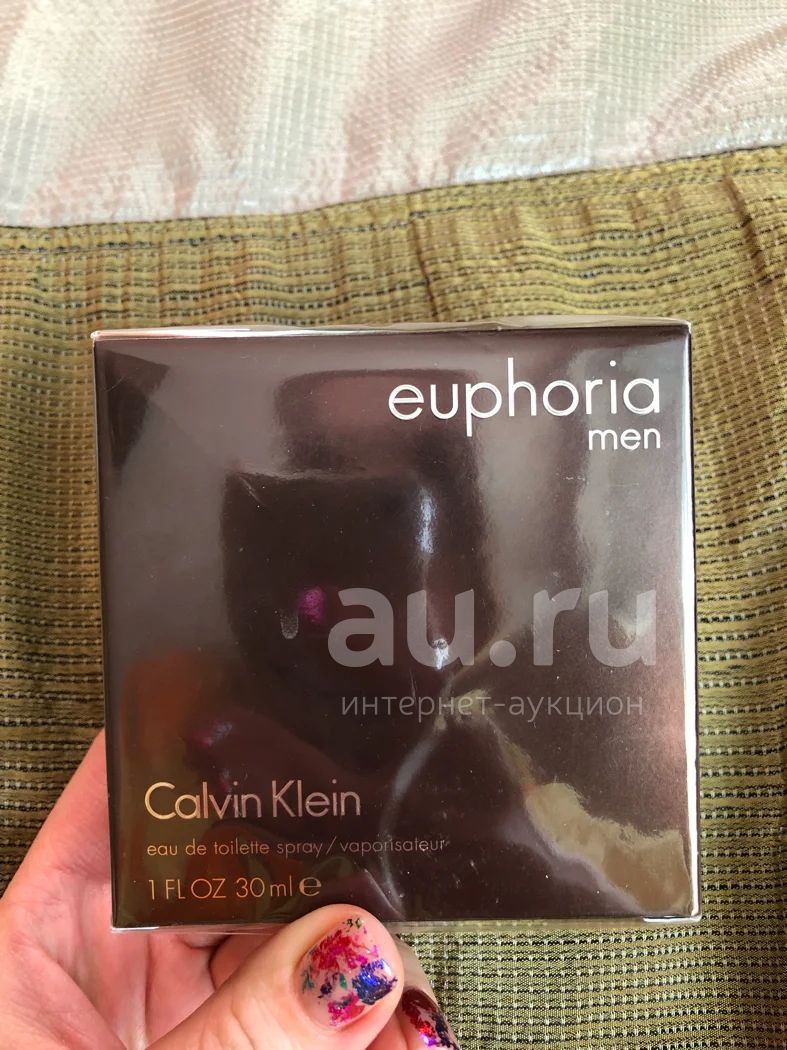 euphoria
men
au.ru
интернет-аукцион
Calvin Klein
eau de toilette spray/vaporisateur
1 FL OZ 30 ml e